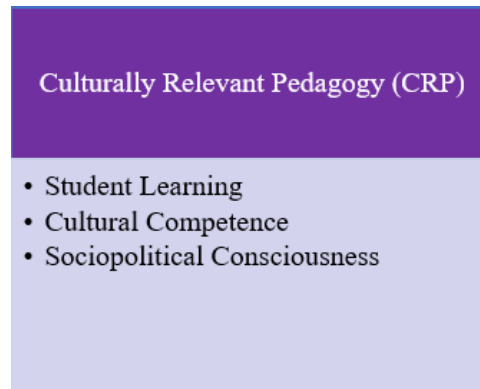 Culturally Relevant Pedagogy (CRP)
• Student Learning
• Cultural Competence
• Sociopolitical Consciousness